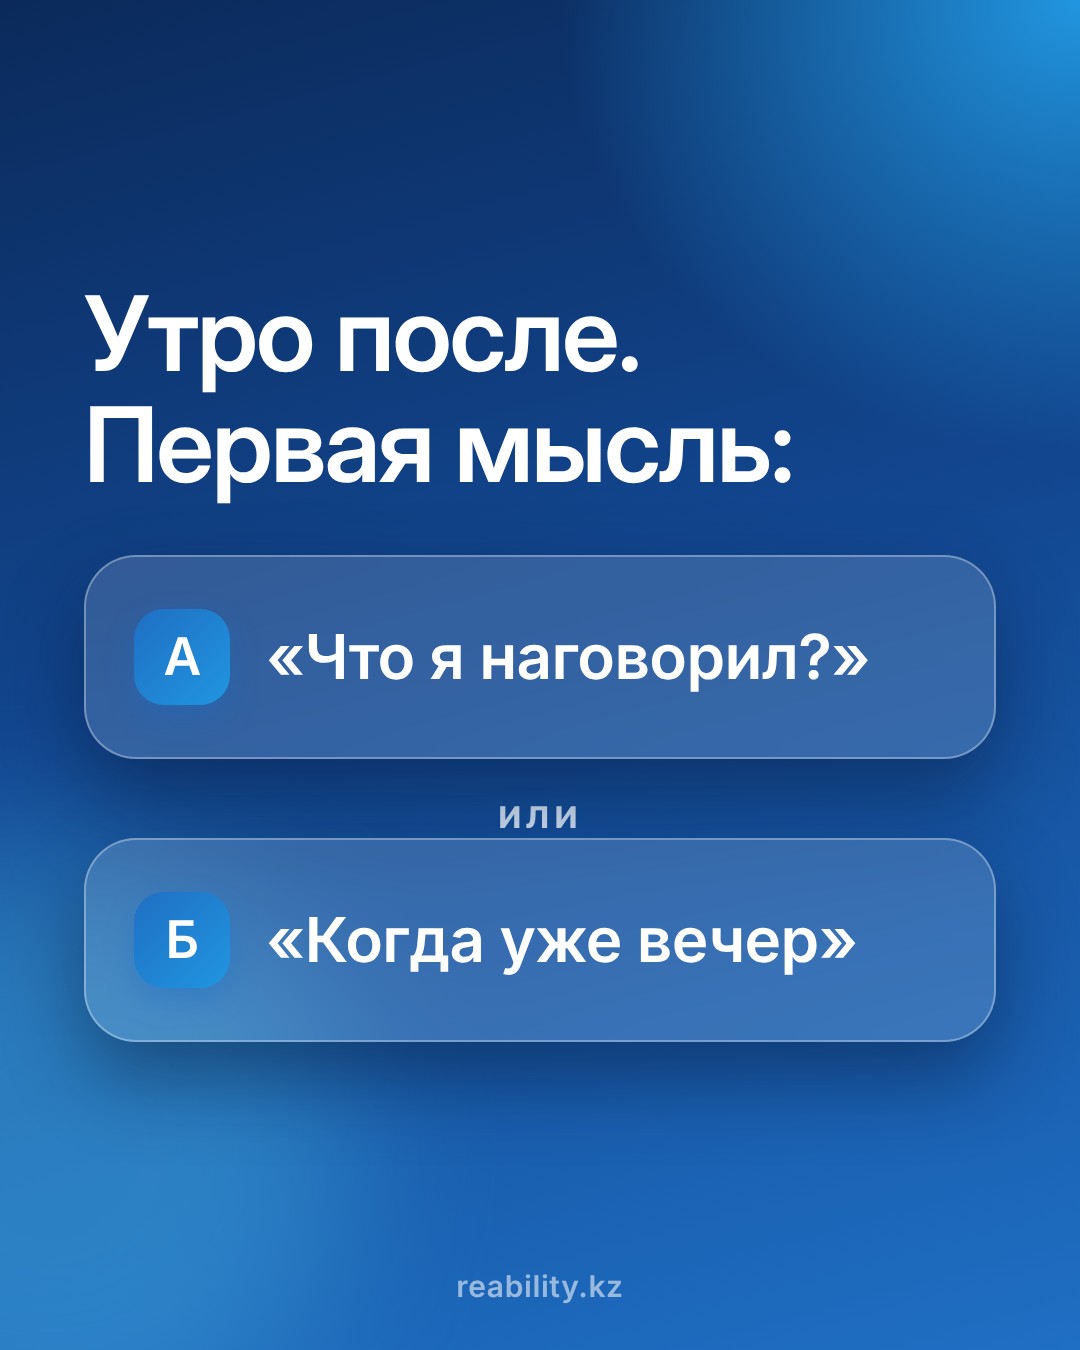 Утро после.
Первая мысль:
А «Что я наговорил?»
или
Б «Когда уже вечер»
reability.kz